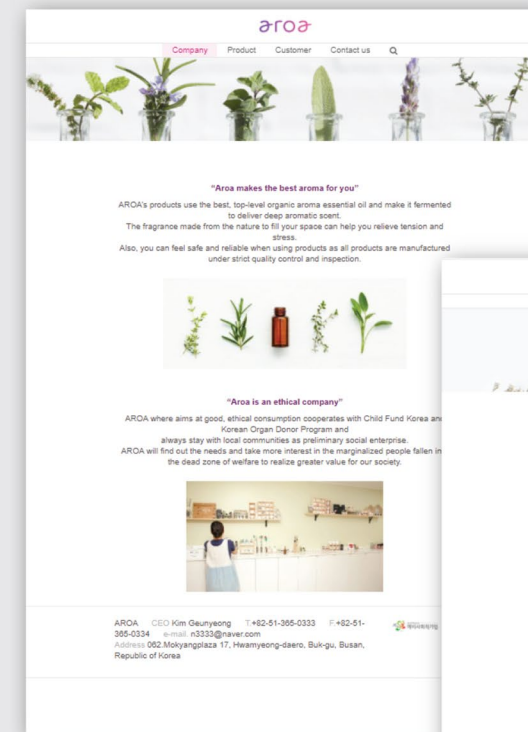 aroa
Company Product Customer Contact us
“Aroa makes the best aroma for you”
AROA's products use the best, top-level organic aroma essential oil and make it fermented
to deliver deep aromatic scent.
The fragrance made from the nature to fill your space can help you relieve tension and
stress.
Also, you can feel safe and reliable when using products as all products are manufactured
under strict quality control and inspection.
“Aroa is an ethical company”
AROA where aims at good, ethical consumption cooperates with Child Fund Korea and
Korean Organ Donor Program and
always stay with local communities as preliminary social enterprise.
AROA will find out the needs and take more interest in the marginalized people fallen in
the dead zone of welfare to realize greater value for our society.
AROA CEO Kim Geunyeong T.+82-51-365-0333 F.+82-51-
365-0334 e-mail. n3333@naver.com
Address 062.Mokyangplaza 17, Hwamyeong-daero, Buk-gu, Busan,
Republic of Korea
예비사회적기업